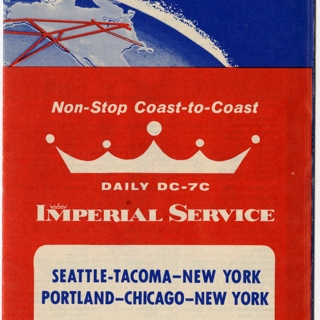 Non-Stop Coast-to-Coast
DAILY DC-7C
IMPERIAL SERVICE
SEATTLE-TACOMA–NEW YORK
PORTLAND–CHICAGO–NEW YORK